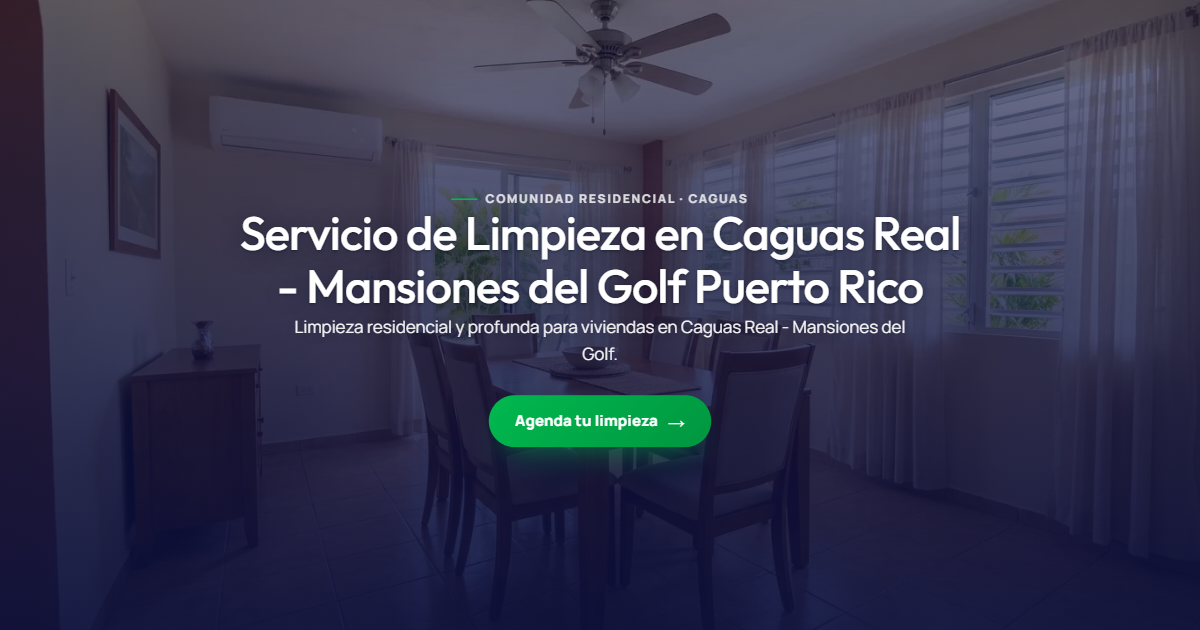 COMUNIDAD RESIDENCIAL · CAGUAS
Servicio de Limpieza en Caguas Real
- Mansiones del Golf Puerto Rico
Limpieza residencial y profunda para viviendas en Caguas Real - Mansiones del
Golf.
Agenda tu limpieza →